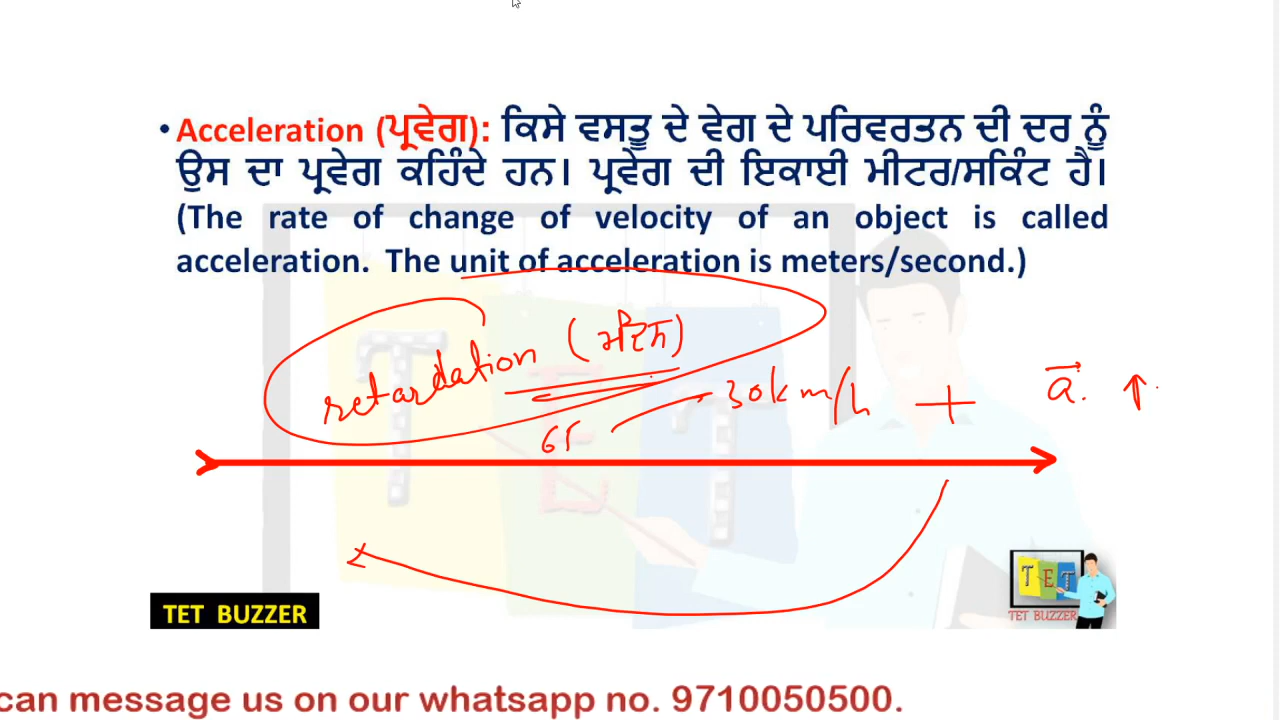 • Acceleration (ਪ੍ਰਵੇਗ): ਕਿਸੇ ਵਸਤੂ ਦੇ ਵੇਗ ਦੇ ਪਰਿਵਰਤਨ ਦੀ ਦਰ ਨੂੰ
ਉਸ ਦਾ ਪ੍ਰਵੇਗ ਕਹਿੰਦੇ ਹਨ। ਪ੍ਰਵੇਗ ਦੀ ਇਕਾਈ ਮੀਟਰ/ਸਕਿੰਟ ਹੈ।
(The rate of change of velocity of an object is called
acceleration. The unit of acceleration is meters/second.)
retardation
30km/h
+
a. ↑
TET
TET BUZZER
TET BUZZER
can message us on our whatsapp no. 9710050500.